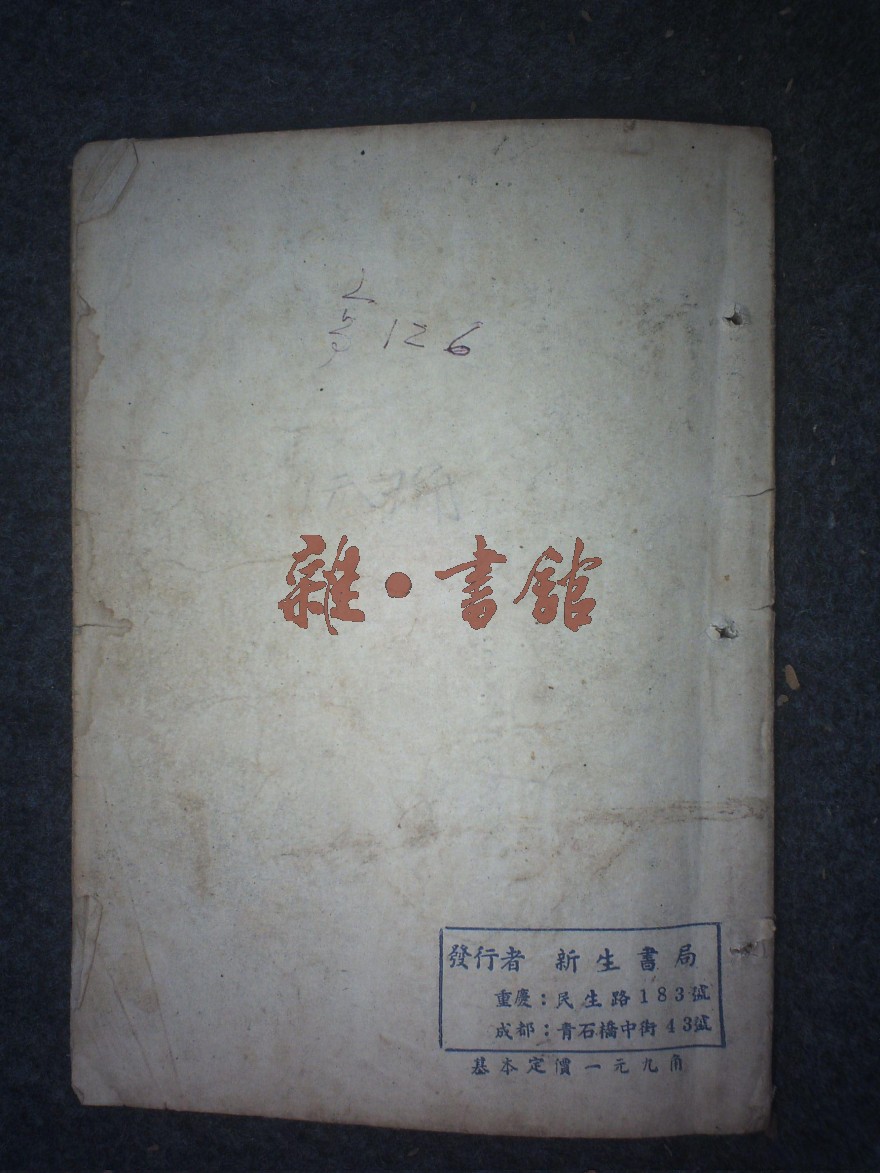 126
雜·書館
發行者 新生書局
重慶:民生路183號
成都:青石橋中街43號
基本定價一元九角